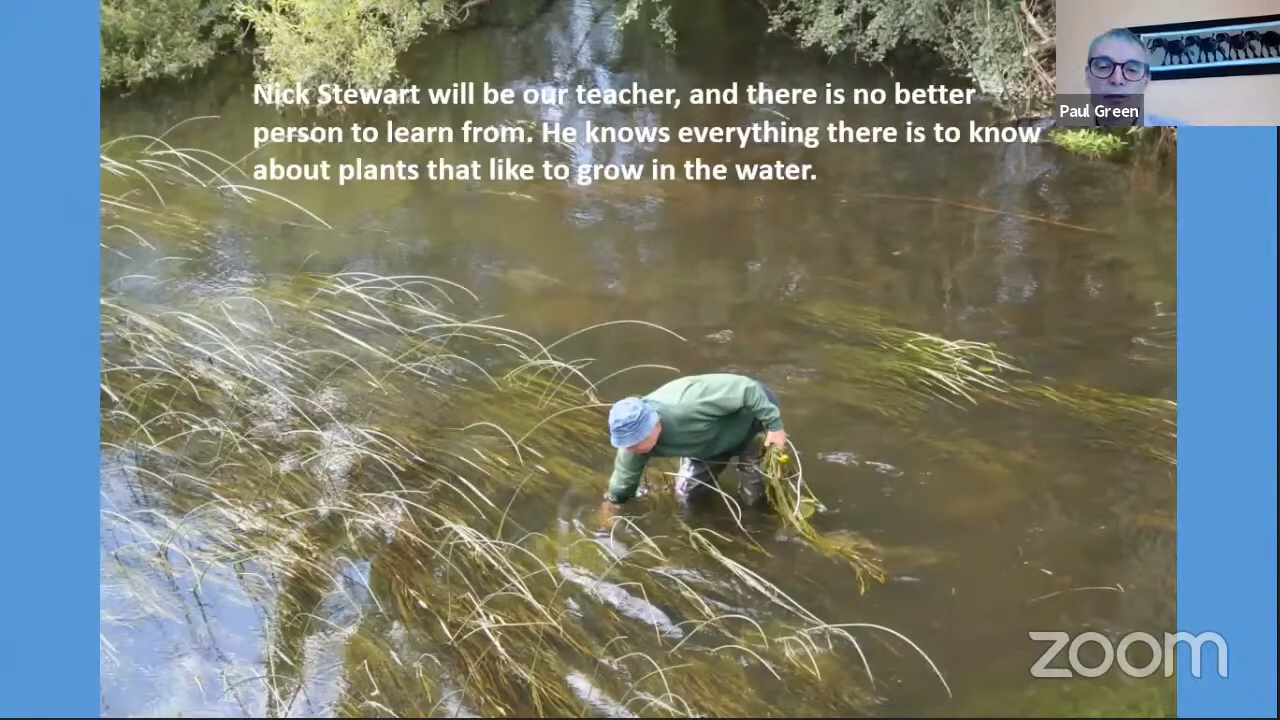 Nick Stewart will be our teacher, and there is no better
person to learn from. He knows everything there is to know
about plants that like to grow in the water.
Paul Green
zoom